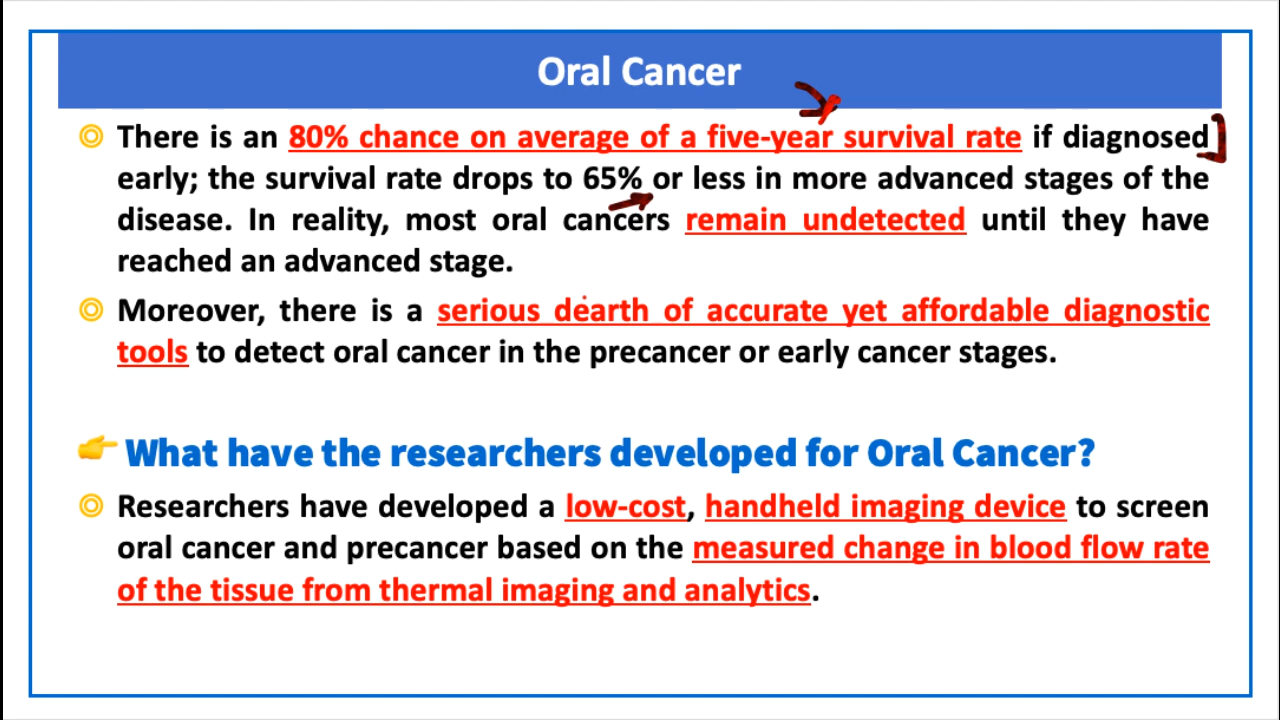 Oral Cancer
There is an 80% chance on average of a five-year survival rate if diagnosed
early; the survival rate drops to 65% or less in more advanced stages of the
disease. In reality, most oral cancers remain undetected until they have
reached an advanced stage.
Moreover, there is a serious dearth of accurate yet affordable diagnostic
tools to detect oral cancer in the precancer or early cancer stages.
What have the researchers developed for Oral Cancer?
Researchers have developed a low-cost, handheld imaging device to screen
oral cancer and precancer based on the measured change in blood flow rate
of the tissue from thermal imaging and analytics.